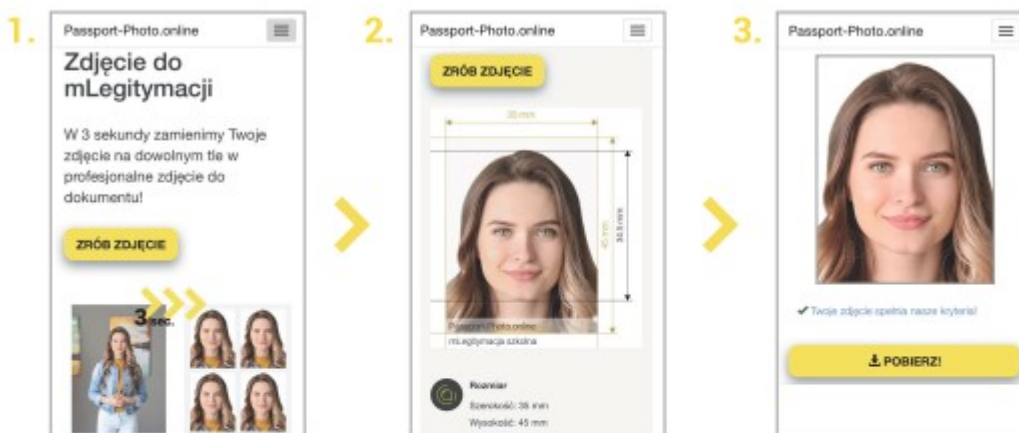 1.
Passport-Photo.online
Zdjęcie do
mLegitymacji
W 3 sekundy zamienimy Twoje
zdjęcie na dowolnym tle w
profesjonalne zdjęcie do
dokumentu!
ZRÓB ZDJĘCIE
3 sec.
2.
Passport-Photo.online
ZRÓB ZDJĘCIE
35 mm
45 mm
Passport-Photo.online
mLegitymacja szkolna
Rozmiar
Szerokość: 35 mm
Wysokość: 45 mm
3.
Passport-Photo.online
Twoje zdjęcie spełnia nasze kryteria!
POBIERZ!